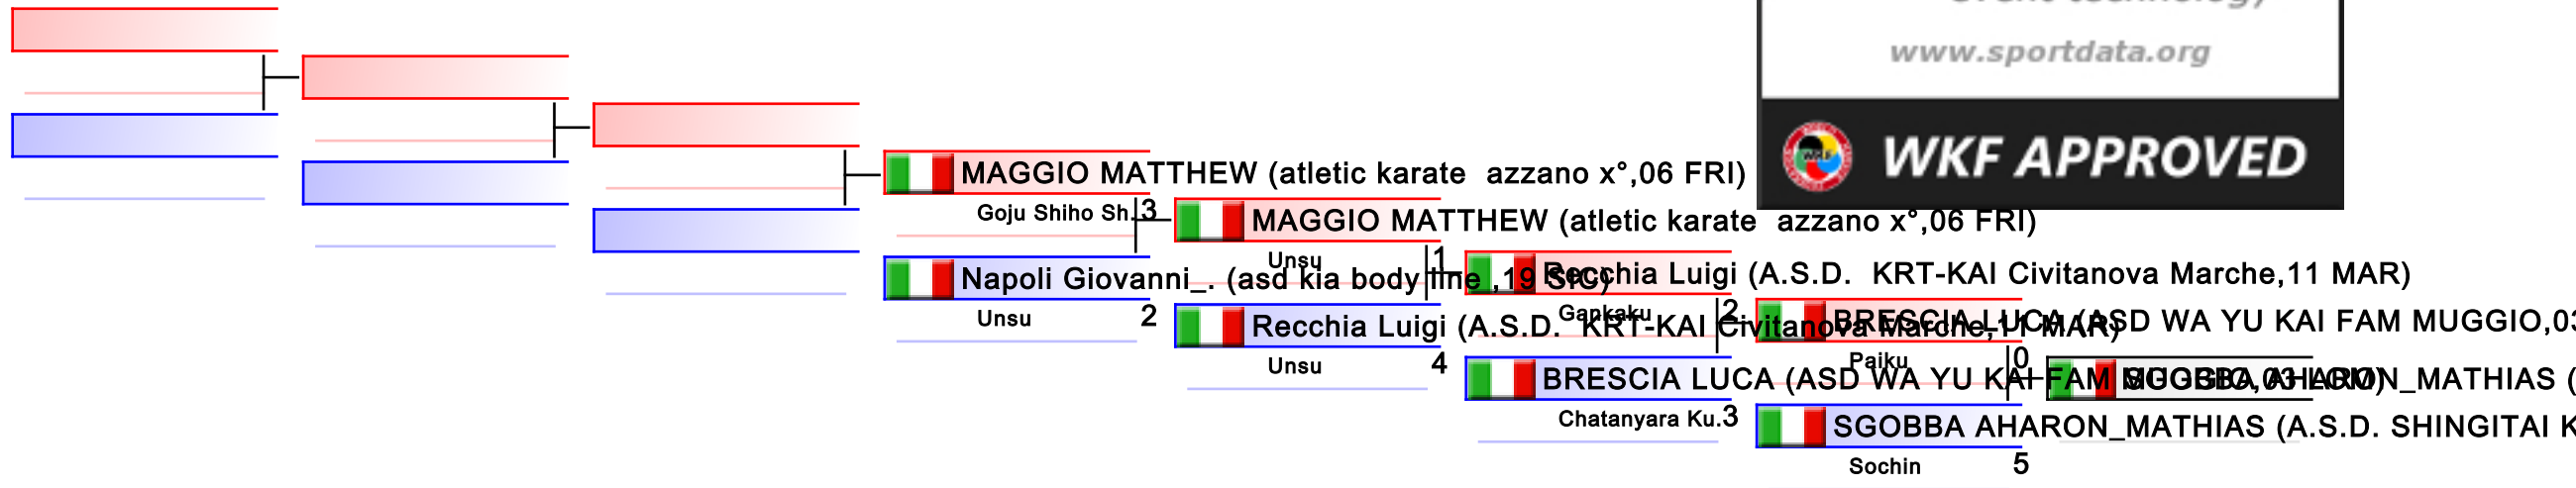 www.sportdata.org
WKF APPROVED
MAGGIO MATTHEW (atletic karate azzano x°,06 FRI)
Goju Shiho Sh. 3
MAGGIO MATTHEW (atletic karate azzano x°,06 FRI)
Unsu 1
Napoli Giovanni_. (asd kia body line ,19 SIC)
Unsu 2
Recchia Luigi (A.S.D. KRT-KAI Civitanova Marche,11 MAR)
Gankaku 2
Recchia Luigi (A.S.D. KRT-KAI Civitanova Marche,11 MAR)
Unsu 4
BRESCIA LUCA (ASD WA YU KAI FAM MUGGIO,03
Paiku 0
BRESCIA LUCA (ASD WA YU KAI FAM MUGGIO,03 LOM)
Chatanyara Ku. 3
SGOBBA AHARON_MATHIAS (
SGOBBA AHARON_MATHIAS (A.S.D. SHINGITAI K
Sochin 5